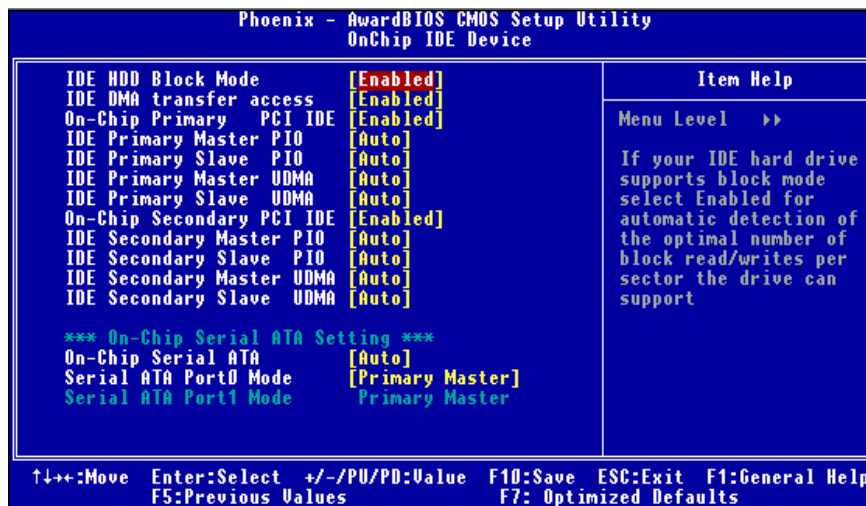 Phoenix - AwardBIOS CMOS Setup Utility
OnChip IDE Device
IDE HDD Block Mode [Enabled]
IDE DMA transfer access [Enabled]
On-Chip Primary PCI IDE [Enabled]
IDE Primary Master PIO [Auto]
IDE Primary Slave PIO [Auto]
IDE Primary Master UDMA [Auto]
IDE Primary Slave UDMA [Auto]
On-Chip Secondary PCI IDE [Enabled]
IDE Secondary Master PIO [Auto]
IDE Secondary Slave PIO [Auto]
IDE Secondary Master UDMA [Auto]
IDE Secondary Slave UDMA [Auto]
*** On-Chip Serial ATA Setting ***
On-Chip Serial ATA [Auto]
Serial ATA Port0 Mode [Primary Master]
Serial ATA Port1 Mode Primary Master
Item Help
Menu Level ▸▸
If your IDE hard drive
supports block mode
select Enabled for
automatic detection of
the optimal number of
block read/writes per
sector the drive can
support
↑↓→←:Move Enter:Select +/-/PU/PD:Value F10:Save ESC:Exit F1:General Help
F5:Previous Values F7: Optimized Defaults